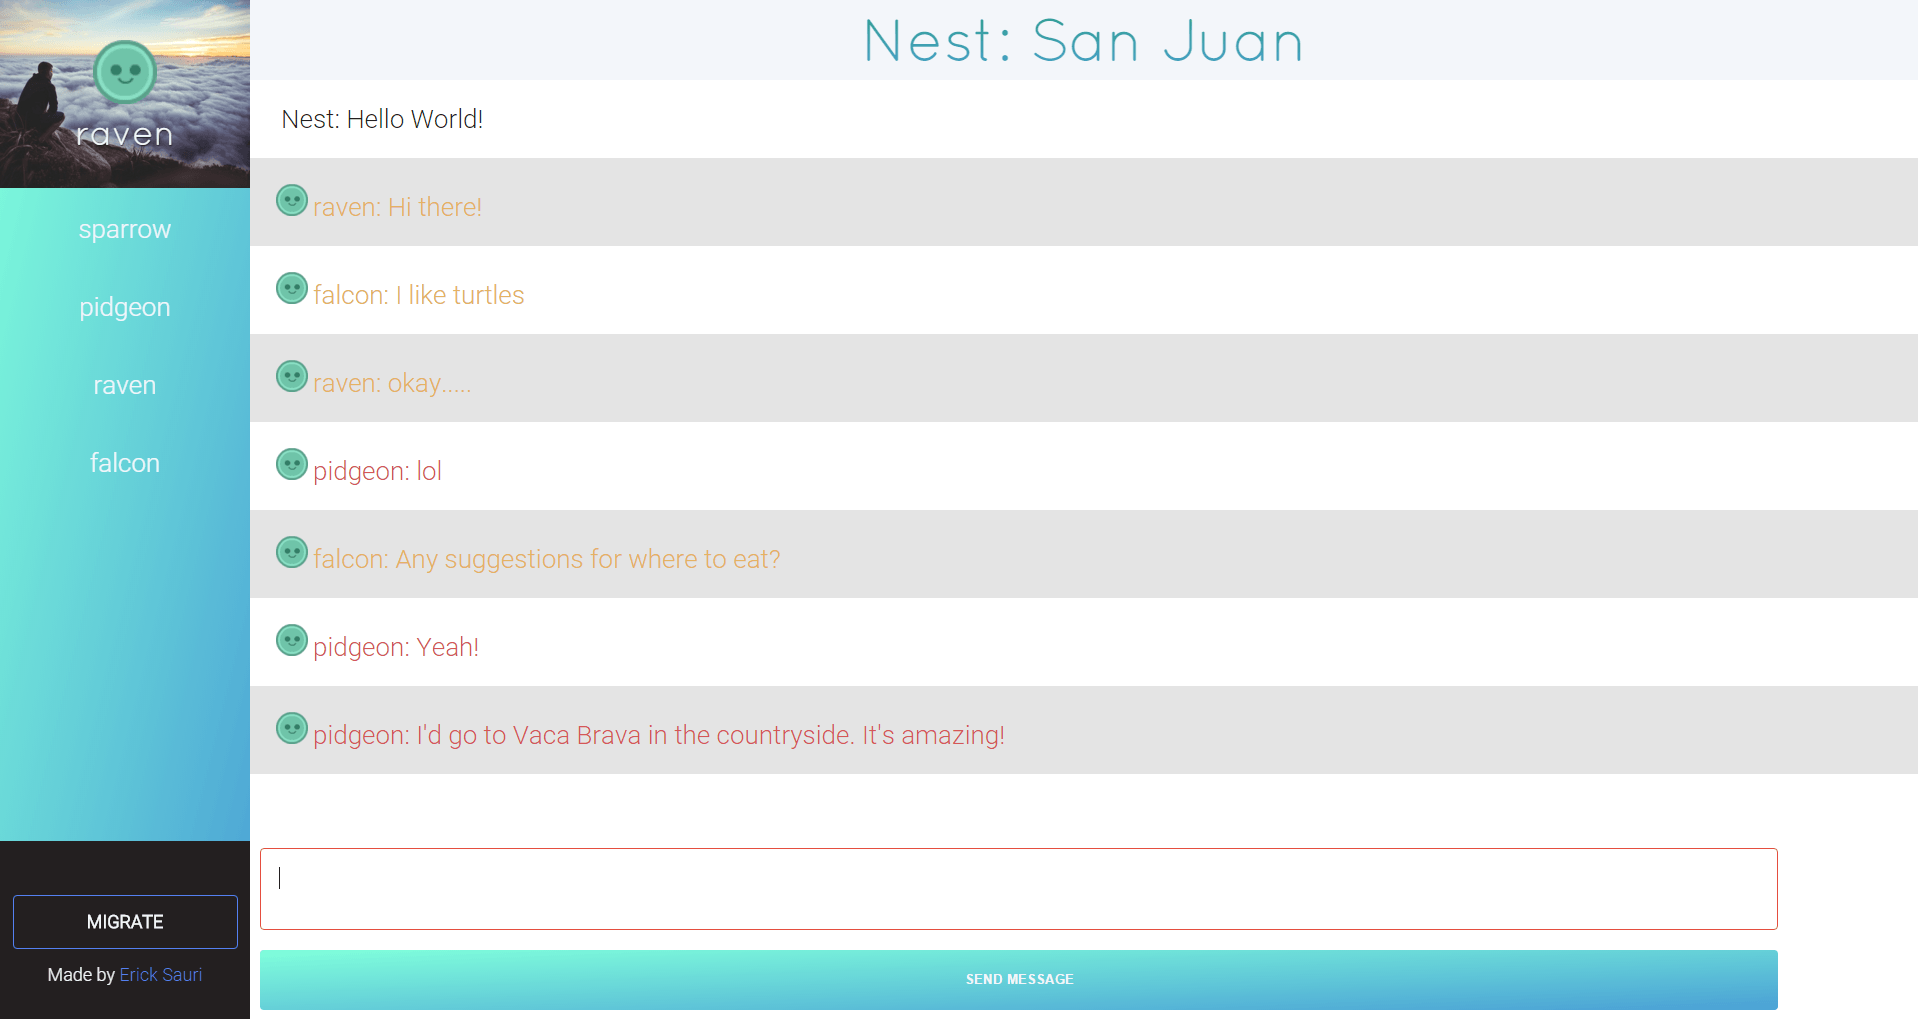 raven
sparrow
pidgeon
raven
falcon
MIGRATE
Made by Erick Sauri
Nest: San Juan
Nest: Hello World!
raven: Hi there!
falcon: I like turtles
raven: okay.....
pidgeon: lol
falcon: Any suggestions for where to eat?
pidgeon: Yeah!
pidgeon: I'd go to Vaca Brava in the countryside. It's amazing!
SEND MESSAGE